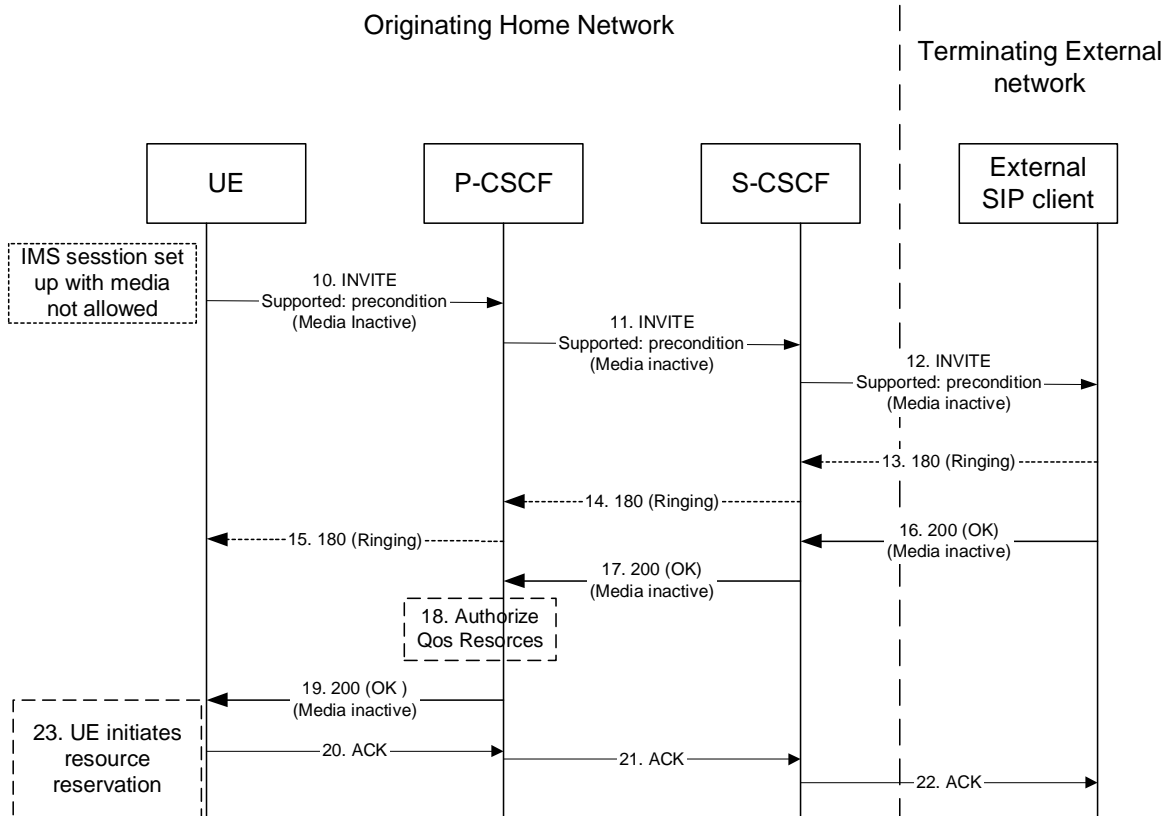 Originating Home Network
Terminating External
network
UE
P-CSCF
S-CSCF
External
SIP client
IMS sesstion set
up with media
not allowed
10. INVITE
Supported: precondition
(Media Inactive)
11. INVITE
Supported: precondition
(Media inactive)
12. INVITE
Supported: precondition
(Media inactive)
13. 180 (Ringing)
14. 180 (Ringing)
15. 180 (Ringing)
16. 200 (OK)
(Media inactive)
17. 200 (OK)
(Media inactive)
18. Authorize
Qos Resorces
19. 200 (OK )
(Media inactive)
23. UE initiates
resource
reservation
20. ACK
21. ACK
22. ACK